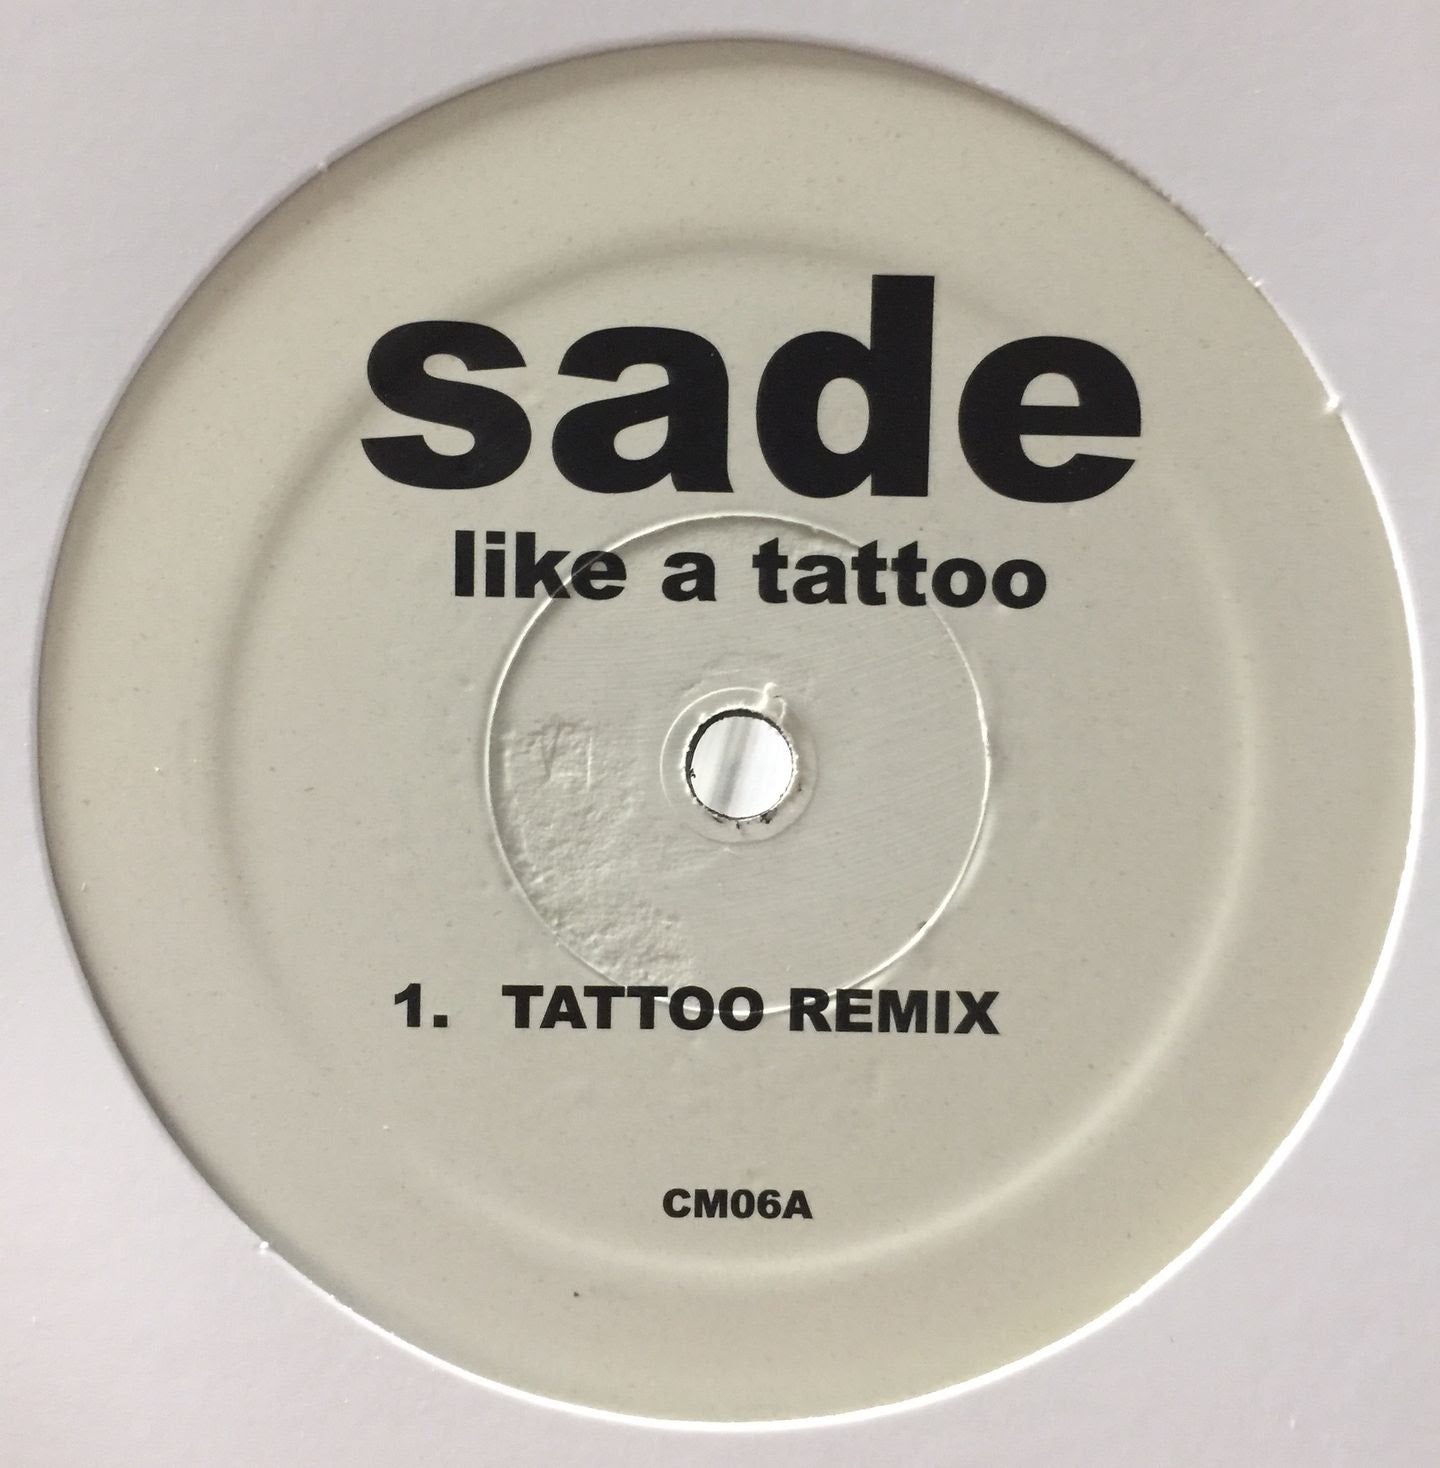 sade
like a tattoo
1. TATTOO REMIX
CM06A